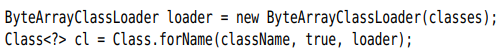 ByteArrayClassLoader loader = new ByteArrayClassLoader(classes);
Class<?> cl = Class.forName(className, true, loader);